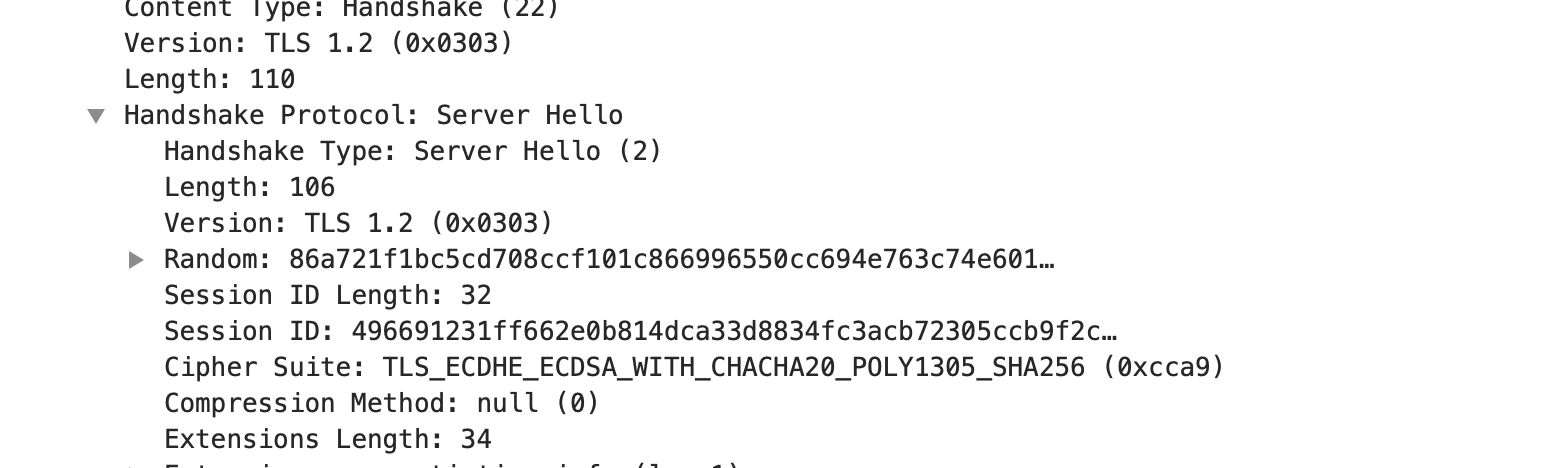 Content Type: Handshake (22)
Version: TLS 1.2 (0x0303)
Length: 110
Handshake Protocol: Server Hello
Handshake Type: Server Hello (2)
Length: 106
Version: TLS 1.2 (0x0303)
Random: 86a721f1bc5cd708ccf101c866996550cc694e763c74e601…
Session ID Length: 32
Session ID: 496691231ff662e0b814dca33d8834fc3acb72305ccb9f2c…
Cipher Suite: TLS_ECDHE_ECDSA_WITH_CHACHA20_POLY1305_SHA256 (0xcca9)
Compression Method: null (0)
Extensions Length: 34